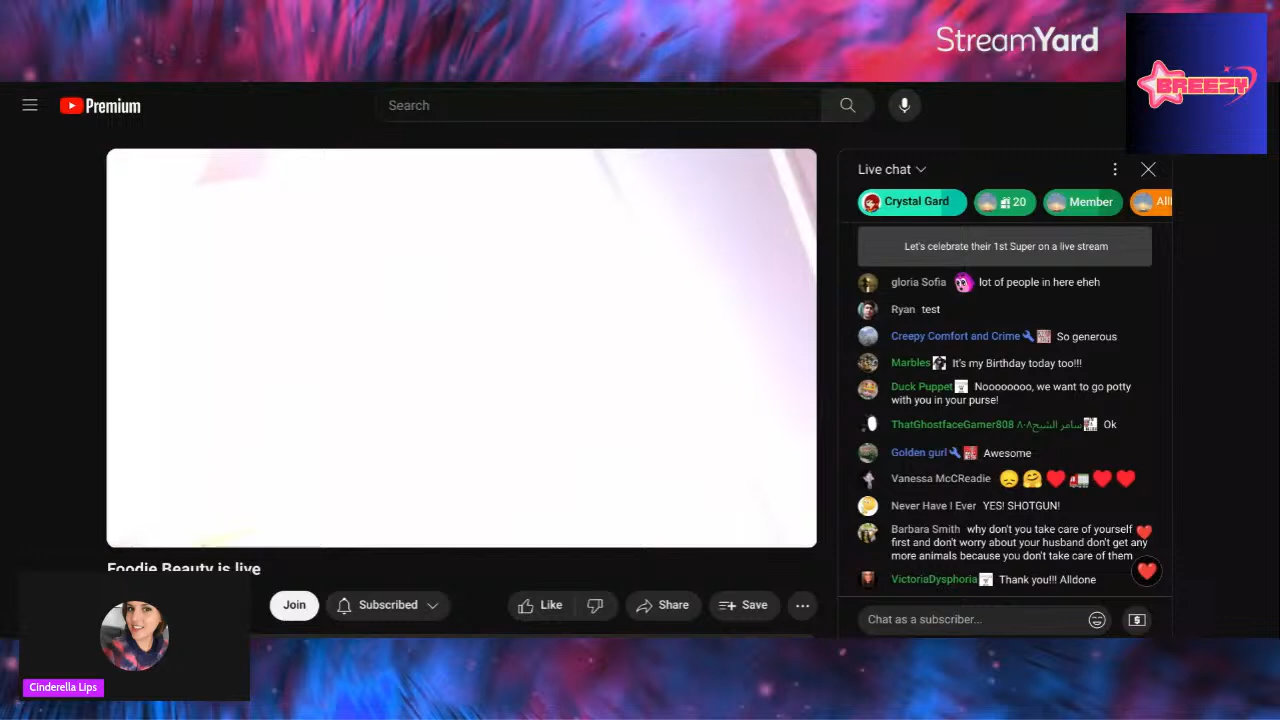 StreamYard
BREEZY
Premium
Search
Live chat
Crystal Gard
20
Member
All
Let's celebrate their 1st Super on a live stream
gloria Sofia lot of people in here eheh
Ryan test
Creepy Comfort and Crime So generous
Marbles It's my Birthday today too!!!
Duck Puppet Noooooooo, we want to go potty
with you in your purse!
ThatGhostfaceGamer808 سامر الشبح٨٠٨ Ok
Golden gurl Awesome
Vanessa McCReadie 😞🤗♥️🚛♥️♥️
Never Have I Ever YES! SHOTGUN!
Barbara Smith why don't you take care of yourself
first and don't worry about your husband don't get any
more animals because you don't take care of them
VictoriaDysphoria Thank you!!! Alldone
Foodie Beauty is live
Join
Subscribed
Like
Share
Save
Chat as a subscriber...
Cinderella Lips